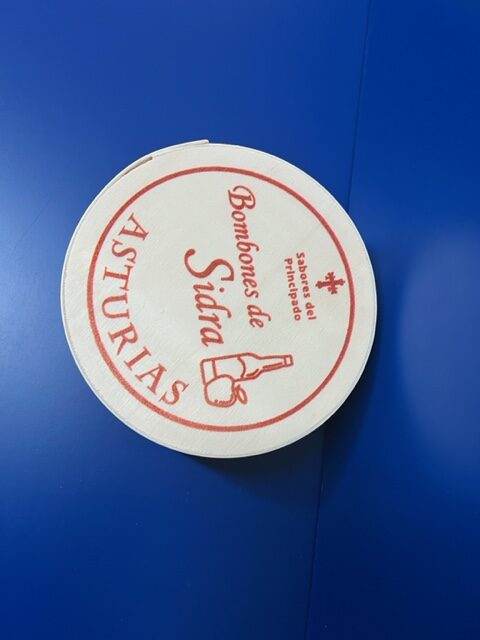 Sabores del
Principado
Bombones de
Sidra
ASTURIAS